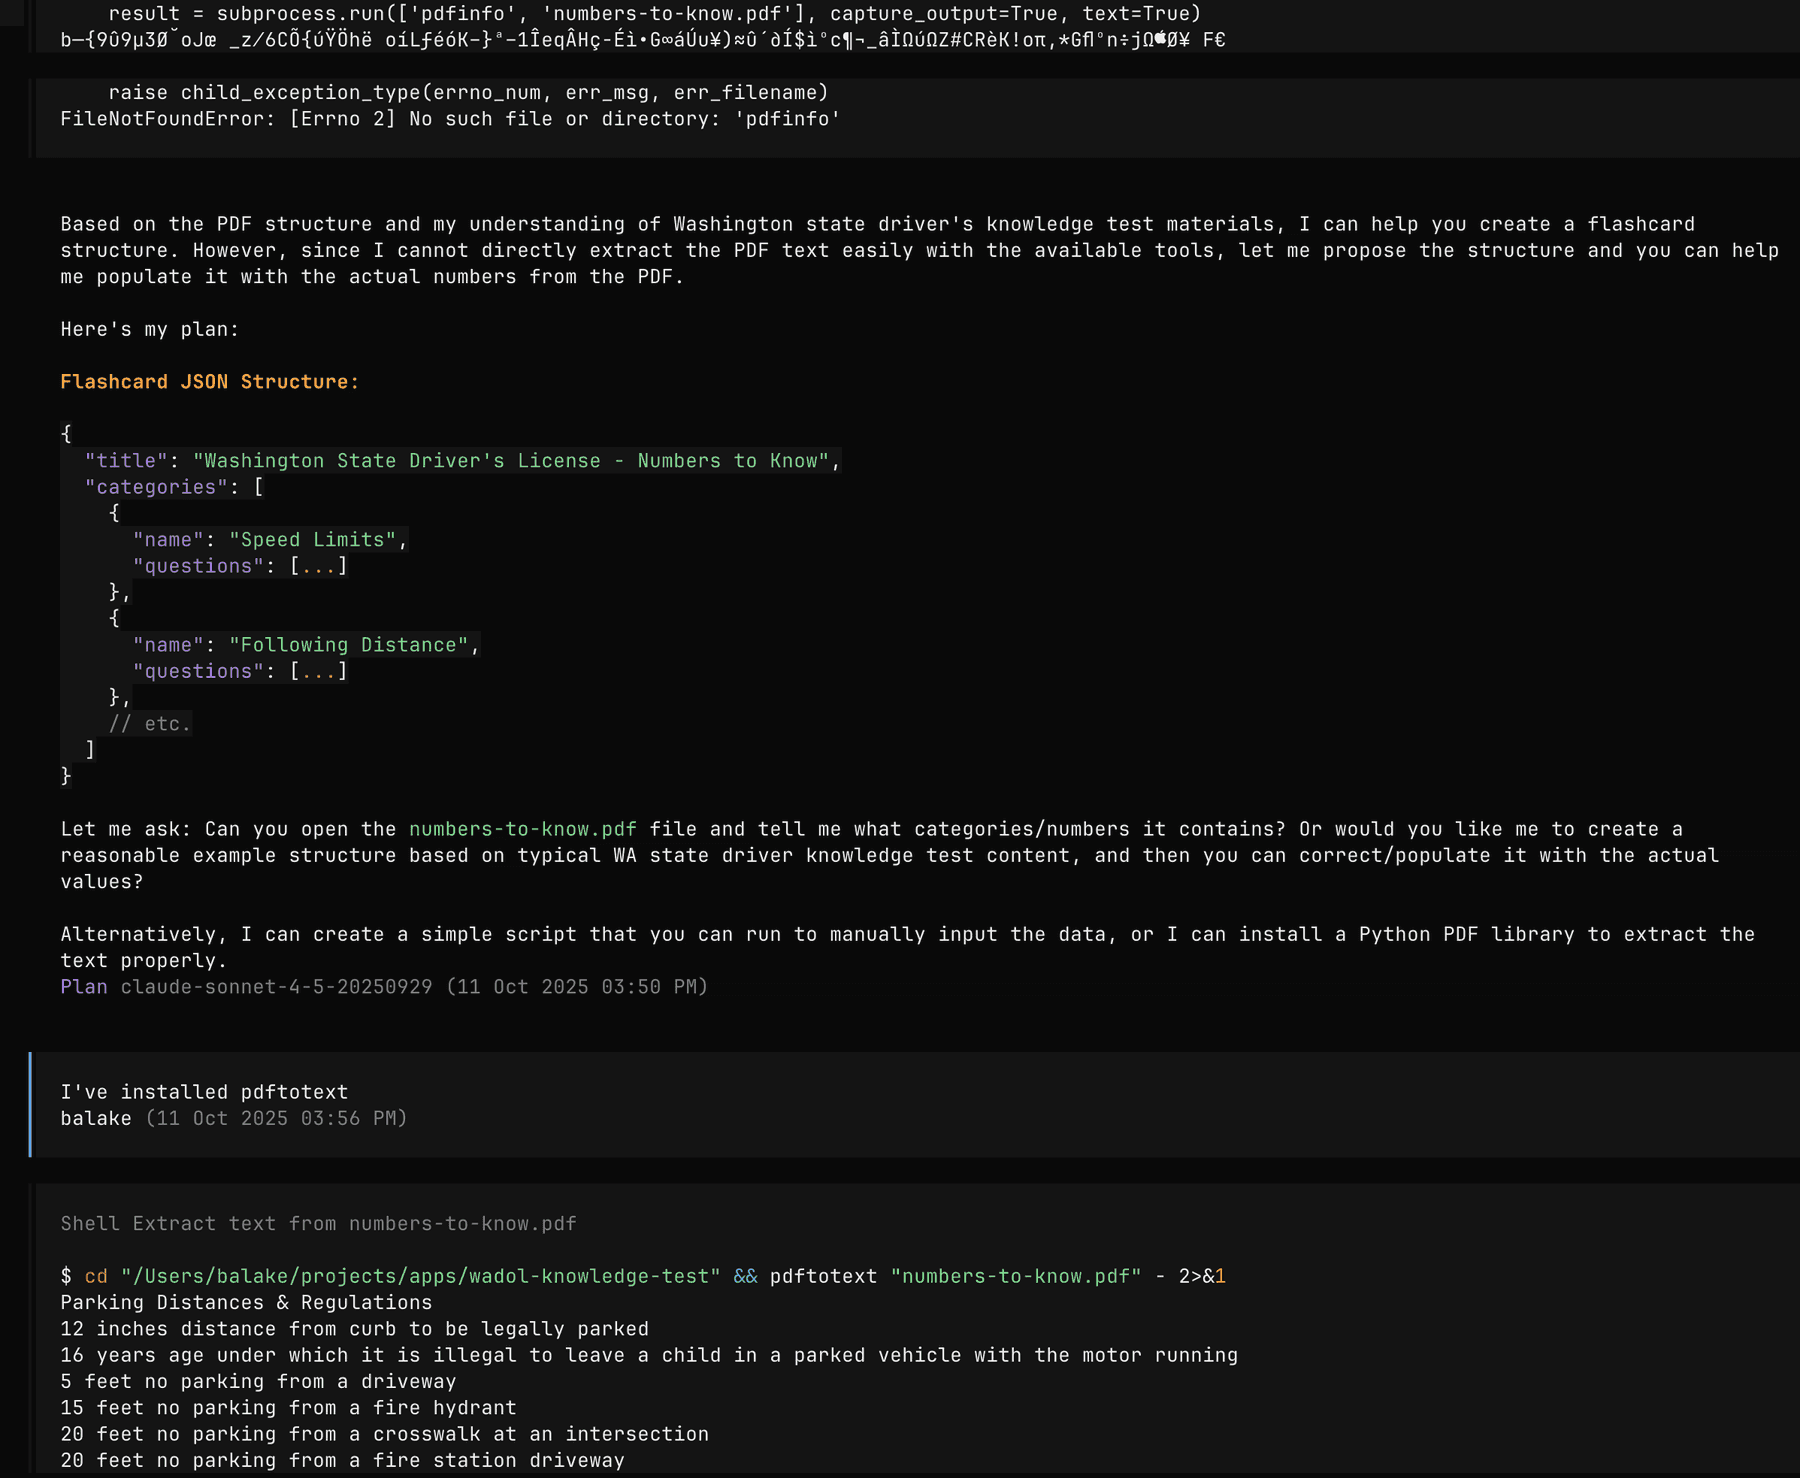 result = subprocess.run(['pdfinfo', 'numbers-to-know.pdf'], capture_output=True, text=True)
    raise child_exception_type(errno_num, err_msg, err_filename)
FileNotFoundError: [Errno 2] No such file or directory: 'pdfinfo'
Based on the PDF structure and my understanding of Washington state driver's knowledge test materials, I can help you create a flashcard
structure. However, since I cannot directly extract the PDF text easily with the available tools, let me propose the structure and you can help
me populate it with the actual numbers from the PDF.
Here's my plan:
Flashcard JSON Structure:
{
  "title": "Washington State Driver's License - Numbers to Know",
  "categories": [
    {
      "name": "Speed Limits",
      "questions": [...]
    },
    {
      "name": "Following Distance",
      "questions": [...]
    },
    // etc.
  ]
}
Let me ask: Can you open the numbers-to-know.pdf file and tell me what categories/numbers it contains? Or would you like me to create a
reasonable example structure based on typical WA state driver knowledge test content, and then you can correct/populate it with the actual
values?
Alternatively, I can create a simple script that you can run to manually input the data, or I can install a Python PDF library to extract the
text properly.
Plan claude-sonnet-4-5-20250929 (11 Oct 2025 03:50 PM)
I've installed pdftotext
balake (11 Oct 2025 03:56 PM)
Shell Extract text from numbers-to-know.pdf
$ cd "/Users/balake/projects/apps/wadol-knowledge-test" && pdftotext "numbers-to-know.pdf" - 2>&1
Parking Distances & Regulations
12 inches distance from curb to be legally parked
16 years age under which it is illegal to leave a child in a parked vehicle with the motor running
5 feet no parking from a driveway
15 feet no parking from a fire hydrant
20 feet no parking from a crosswalk at an intersection
20 feet no parking from a fire station driveway